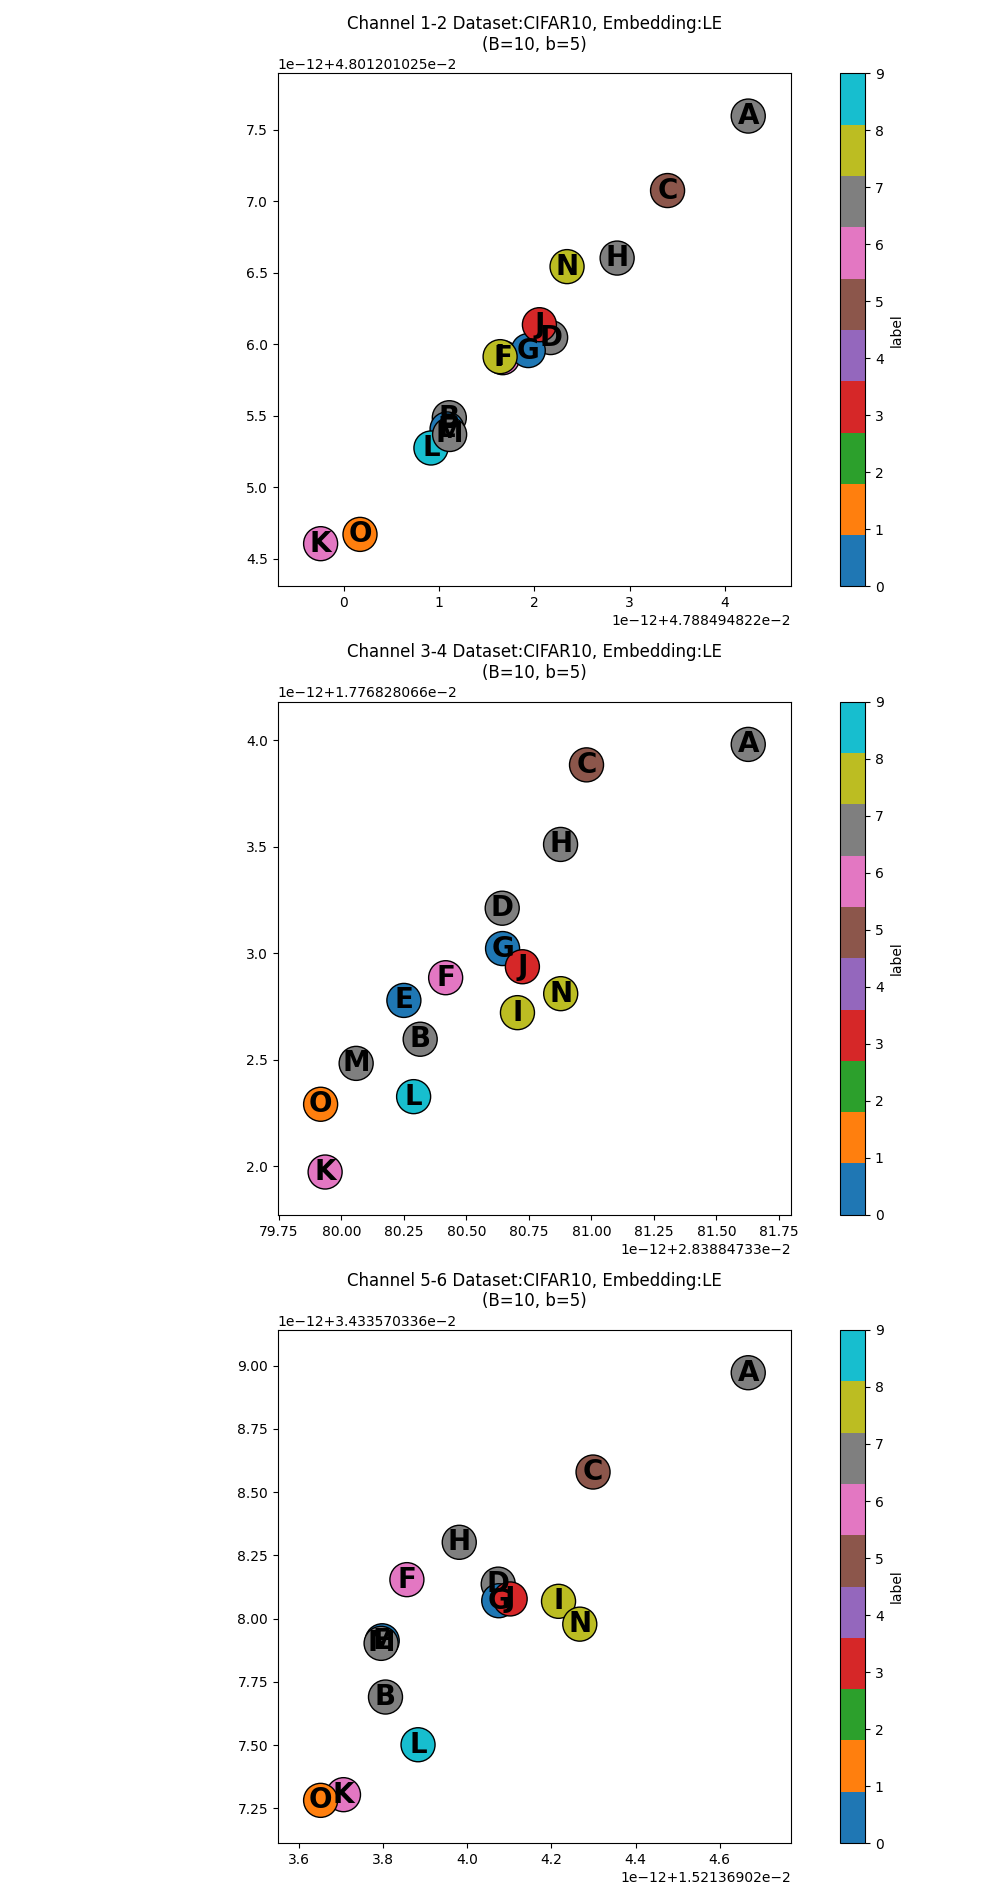 Channel 1-2 Dataset:CIFAR10, Embedding:LE
(B=10, b=5)
1e−12+4.801201025e−2
7.5
7.0
6.5
6.0
5.5
5.0
4.5
A
C
H
N
J
D
G
F
B
M
L
O
K
0 1 2 3 4
1e−12+4.788494822e−2
9
8
7
6
5
4
3
2
1
0
label
Channel 3-4 Dataset:CIFAR10, Embedding:LE
(B=10, b=5)
1e−12+1.776828066e−2
4.0
3.5
3.0
2.5
2.0
A
C
H
D
G
J
F
N
E
I
B
M
L
O
K
79.75 80.00 80.25 80.50 80.75 81.00 81.25 81.50 81.75
1e−12+2.83884733e−2
9
8
7
6
5
4
3
2
1
0
label
Channel 5-6 Dataset:CIFAR10, Embedding:LE
(B=10, b=5)
1e−12+3.433570336e−2
9.00
8.75
8.50
8.25
8.00
7.75
7.50
7.25
A
C
H
F
D
G
J
I
N
M
B
L
K
O
3.6 3.8 4.0 4.2 4.4 4.6
1e−12+1.52136902e−2
9
8
7
6
5
4
3
2
1
0
label